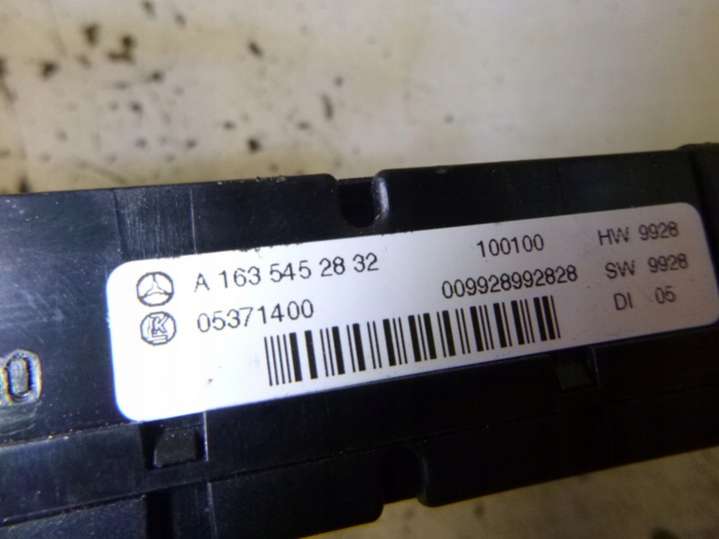 A 163 545 28 32 100100 HW 9928
05371400 009928992828 SW 9928
DI 05
K